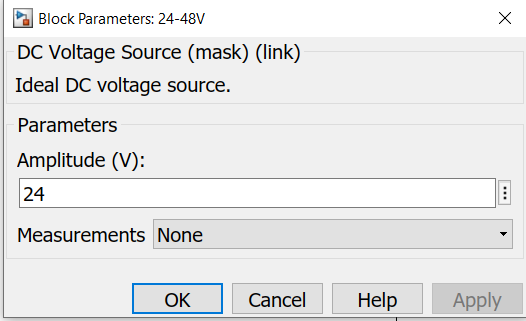 Block Parameters: 24-48V
DC Voltage Source (mask) (link)
Ideal DC voltage source.
Parameters
Amplitude (V):
24
Measurements None
OK Cancel Help Apply